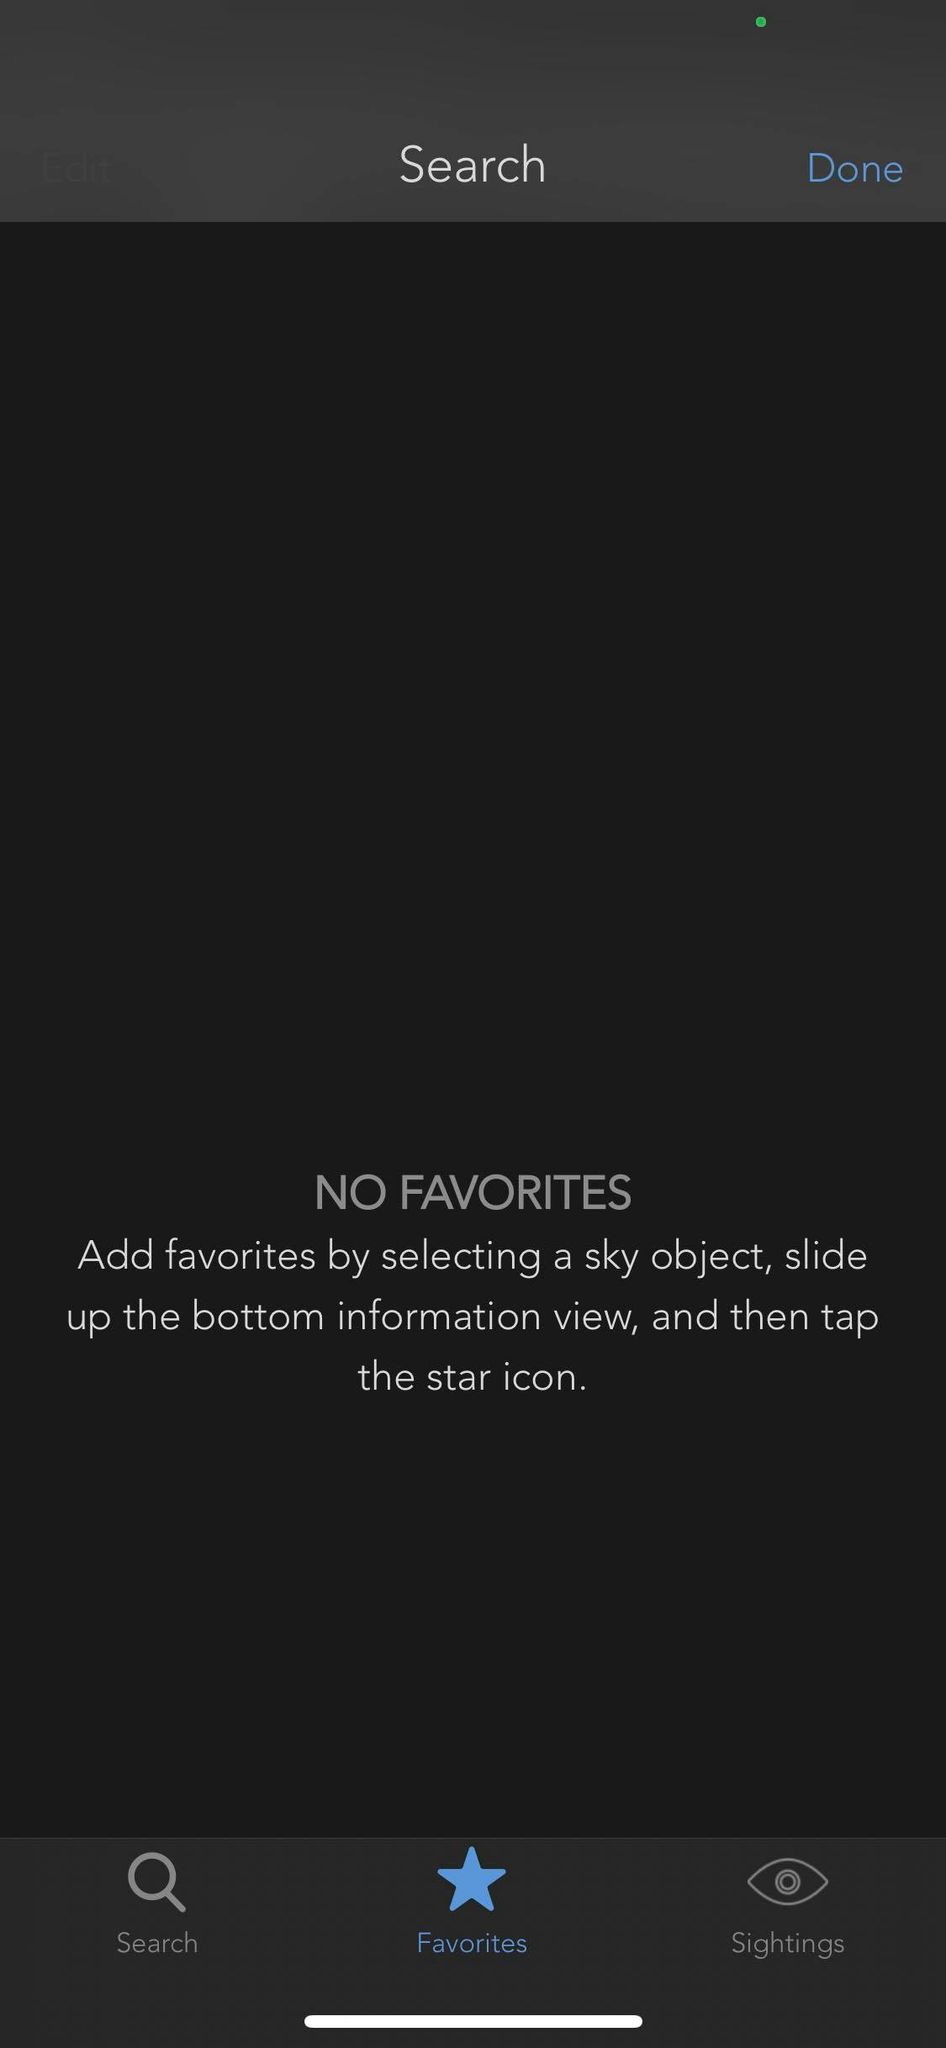 Edit
Search
Done
NO FAVORITES
Add favorites by selecting a sky object, slide
up the bottom information view, and then tap
the star icon.
Search
Favorites
Sightings